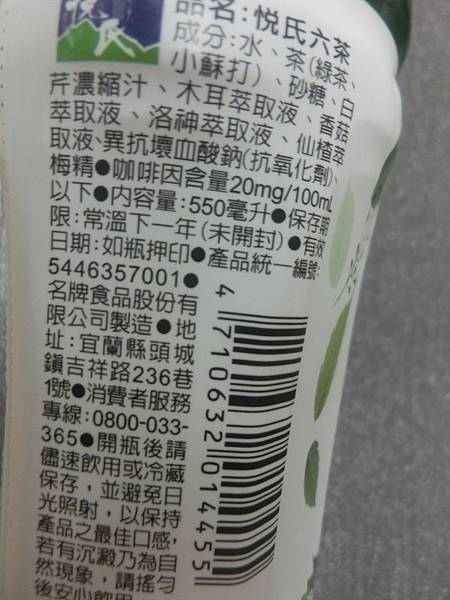 悅氏
品名:悅氏六茶
成分:水、茶(綠茶、
小蘇打)、砂糖、白
芹濃縮汁、木耳萃取液、香菇
萃取液、洛神萃取液、仙楂萃
取液、異抗壞血酸鈉(抗氧化劑)、
梅精●咖啡因含量20mg/100mL
以下●內容量:550毫升●保存期
限:常溫下一年(未開封)●有效
日期:如瓶押印●產品統一編號:
5446357001●
名牌食品股份有
限公司製造●地
址:宜蘭縣頭城
鎮吉祥路236巷
1號●消費者服務
專線:0800-033-
365●開瓶後請
儘速飲用或冷藏
保存,並避免日
光照射,以保持
產品之最佳口感,
若有沉澱乃為自
然現象,請搖勻
後安心飲用
4 710632 014455